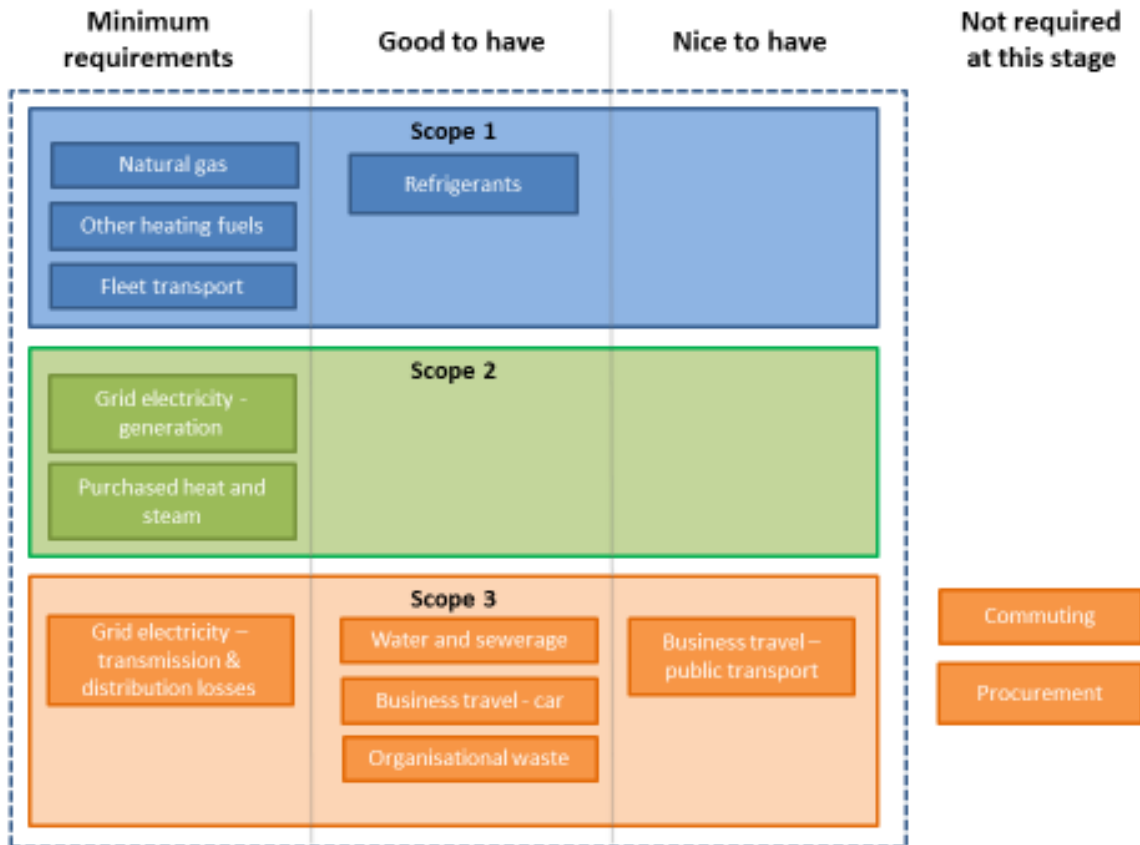 Minimum
requirements
Good to have
Nice to have
Not required
at this stage
Scope 1
Natural gas
Other heating fuels
Fleet transport
Refrigerants
Scope 2
Grid electricity -
generation
Purchased heat and
steam
Scope 3
Grid electricity –
transmission &
distribution losses
Water and sewerage
Business travel - car
Organisational waste
Business travel –
public transport
Commuting
Procurement